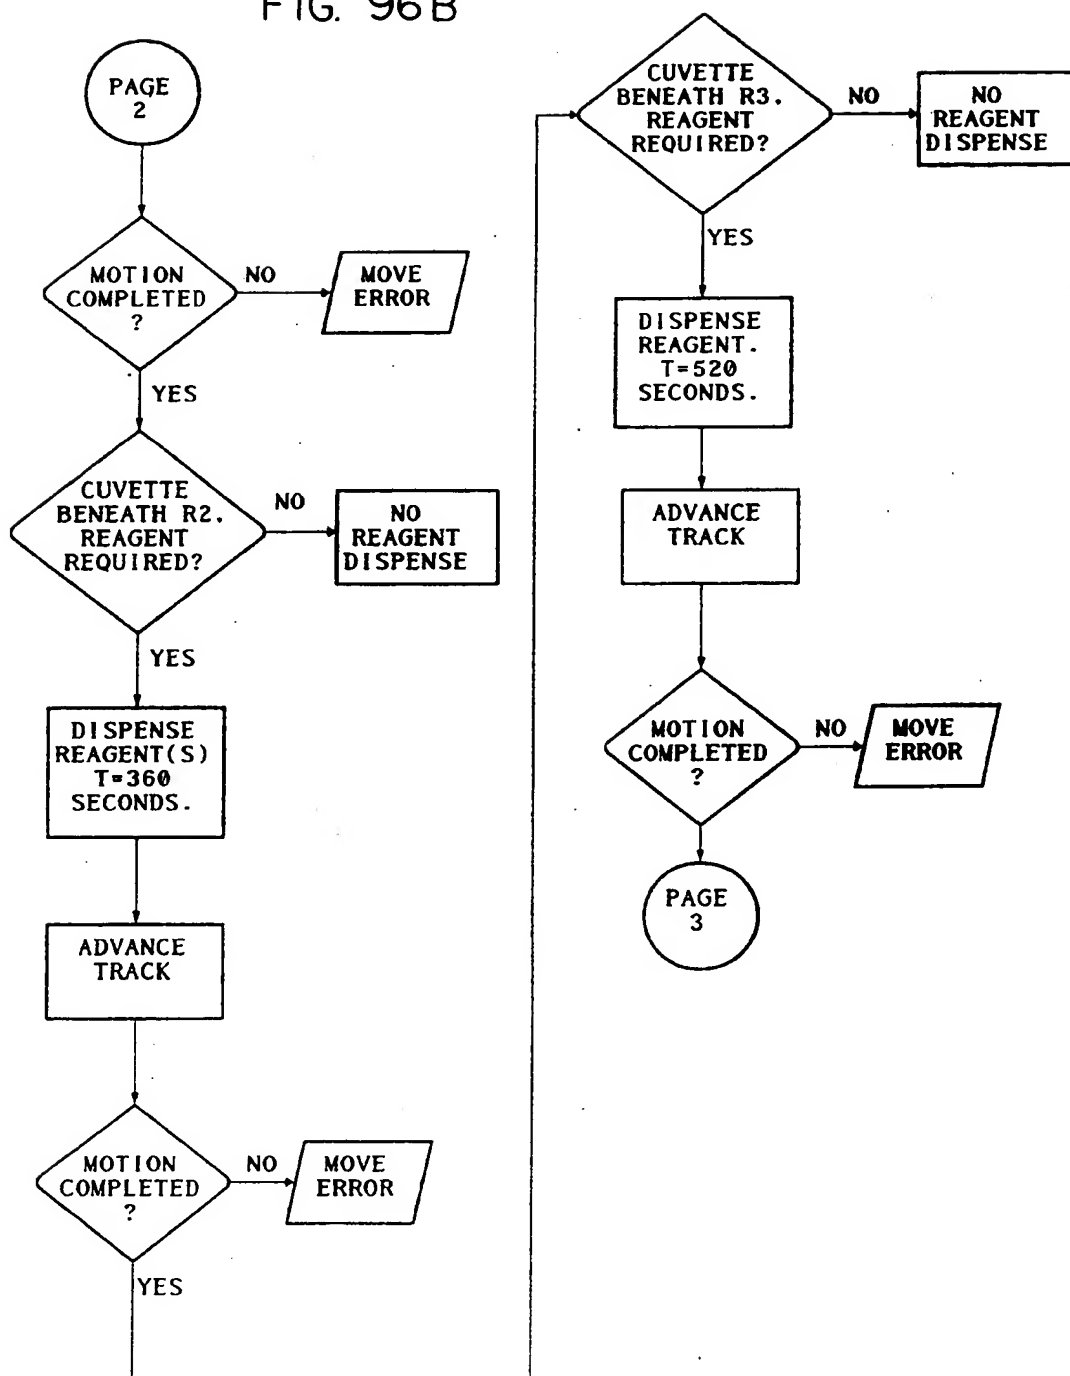 FIG. 96B
PAGE
2
MOTION
COMPLETED
?
NO
MOVE
ERROR
YES
CUVETTE
BENEATH R2.
REAGENT
REQUIRED?
NO
NO
REAGENT
DISPENSE
YES
DISPENSE
REAGENT(S)
T=360
SECONDS.
ADVANCE
TRACK
MOTION
COMPLETED
?
NO
MOVE
ERROR
YES
CUVETTE
BENEATH R3.
REAGENT
REQUIRED?
NO
NO
REAGENT
DISPENSE
YES
DISPENSE
REAGENT.
T=520
SECONDS.
ADVANCE
TRACK
MOTION
COMPLETED
?
NO
MOVE
ERROR
PAGE
3